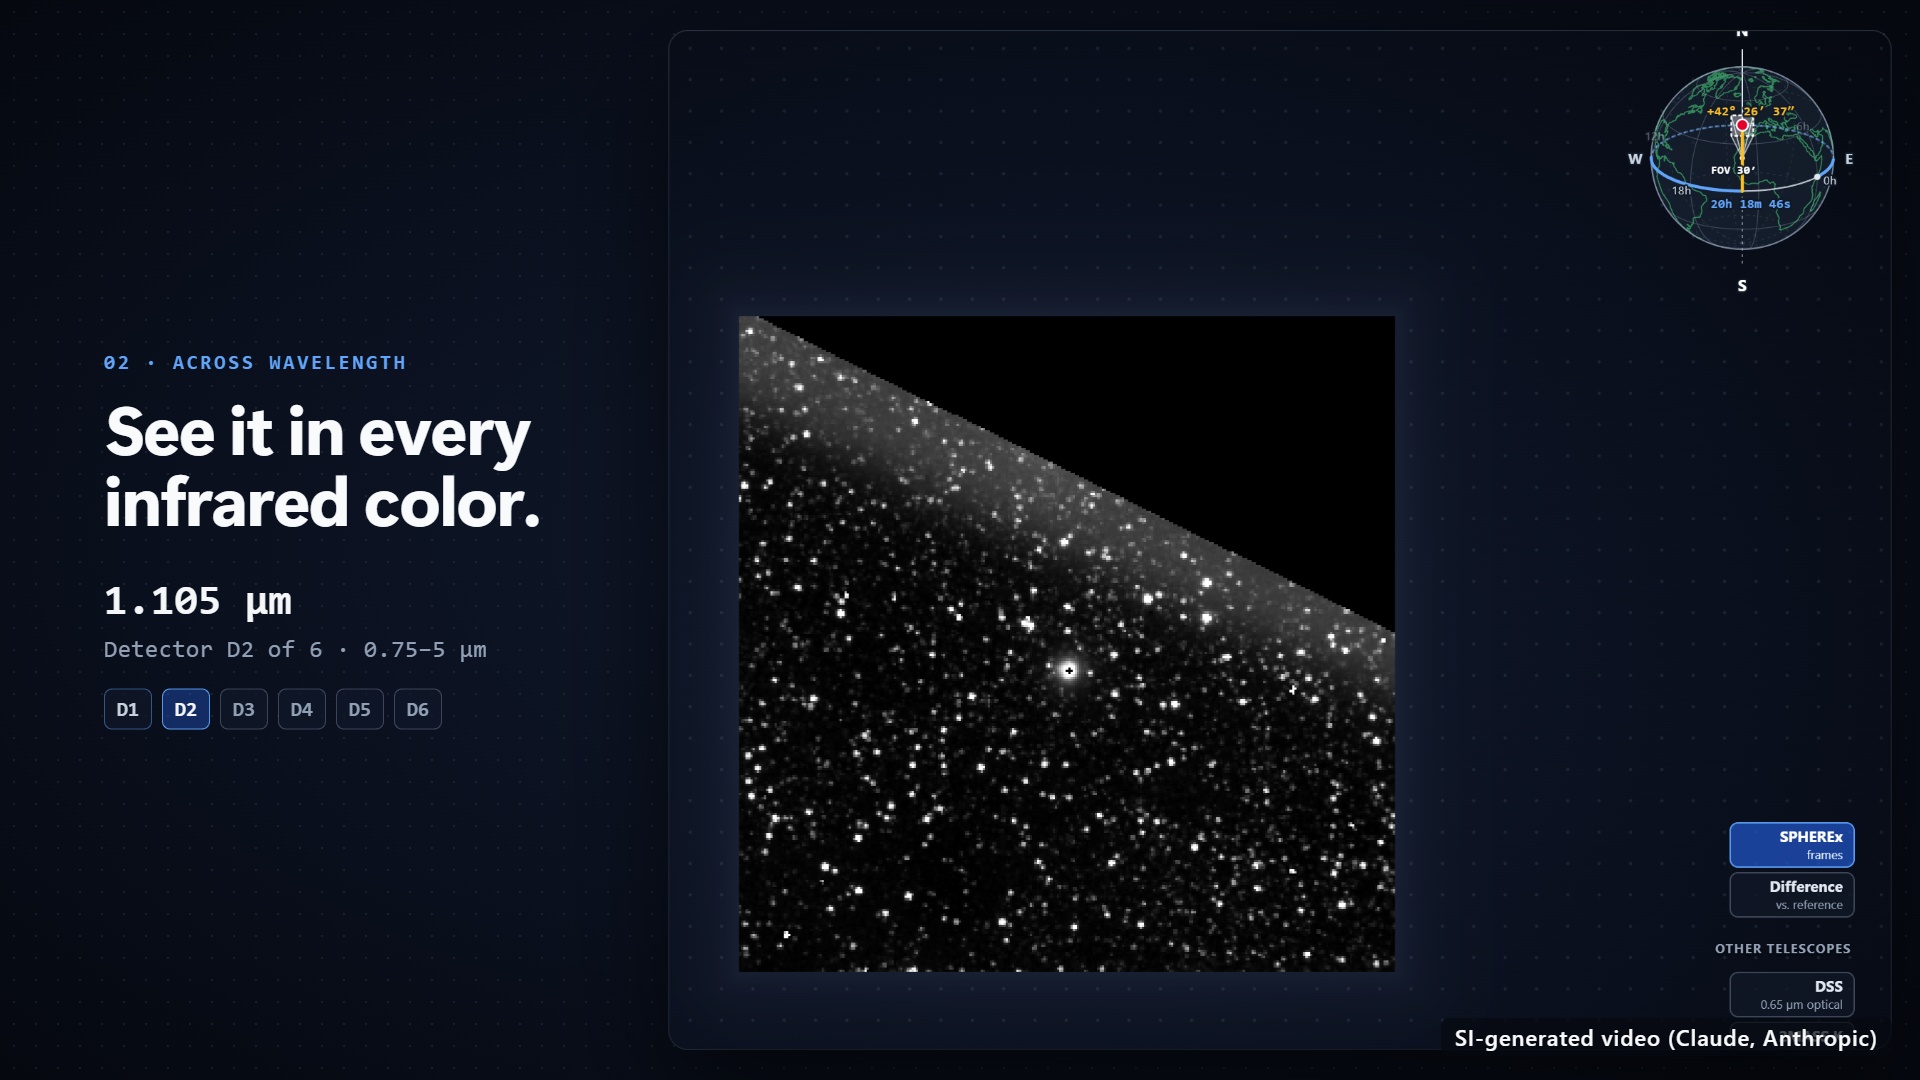 02 · ACROSS WAVELENGTH
See it in every
infrared color.
1.105 µm
Detector D2 of 6 · 0.75–5 µm
D1 D2 D3 D4 D5 D6
N
+42° 26′ 37″
6h
W
E
FOV 30′
18h
0h
20h 18m 46s
S
SPHEREx
frames
Difference
vs. reference
OTHER TELESCOPES
DSS
0.65 µm optical
SI-generated video (Claude, Anthropic)